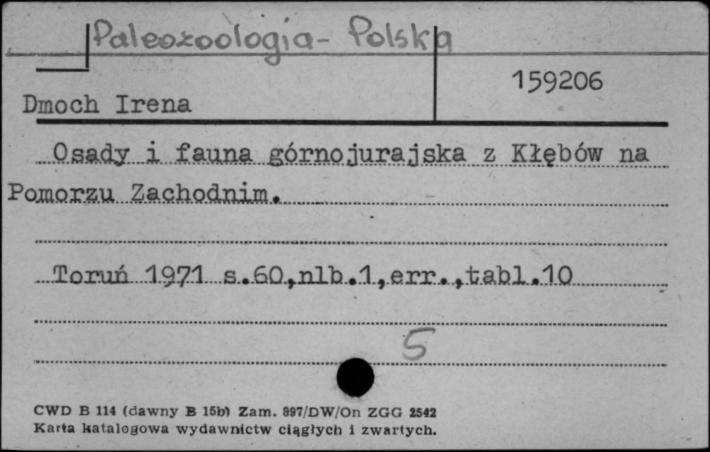 Paleozoologia - Polska
159206
Dmoch Irena
Osady i fauna górnojurajska z Kłębów na
Pomorzu Zachodnim.
Toruń 1971 s.60,nlb.1,err.,tabl.10
5
CWD B 114 (dawny B 15b) Zam. 897/DW/On ZGG 2542
Karta katalogowa wydawnictw ciągłych i zwartych.